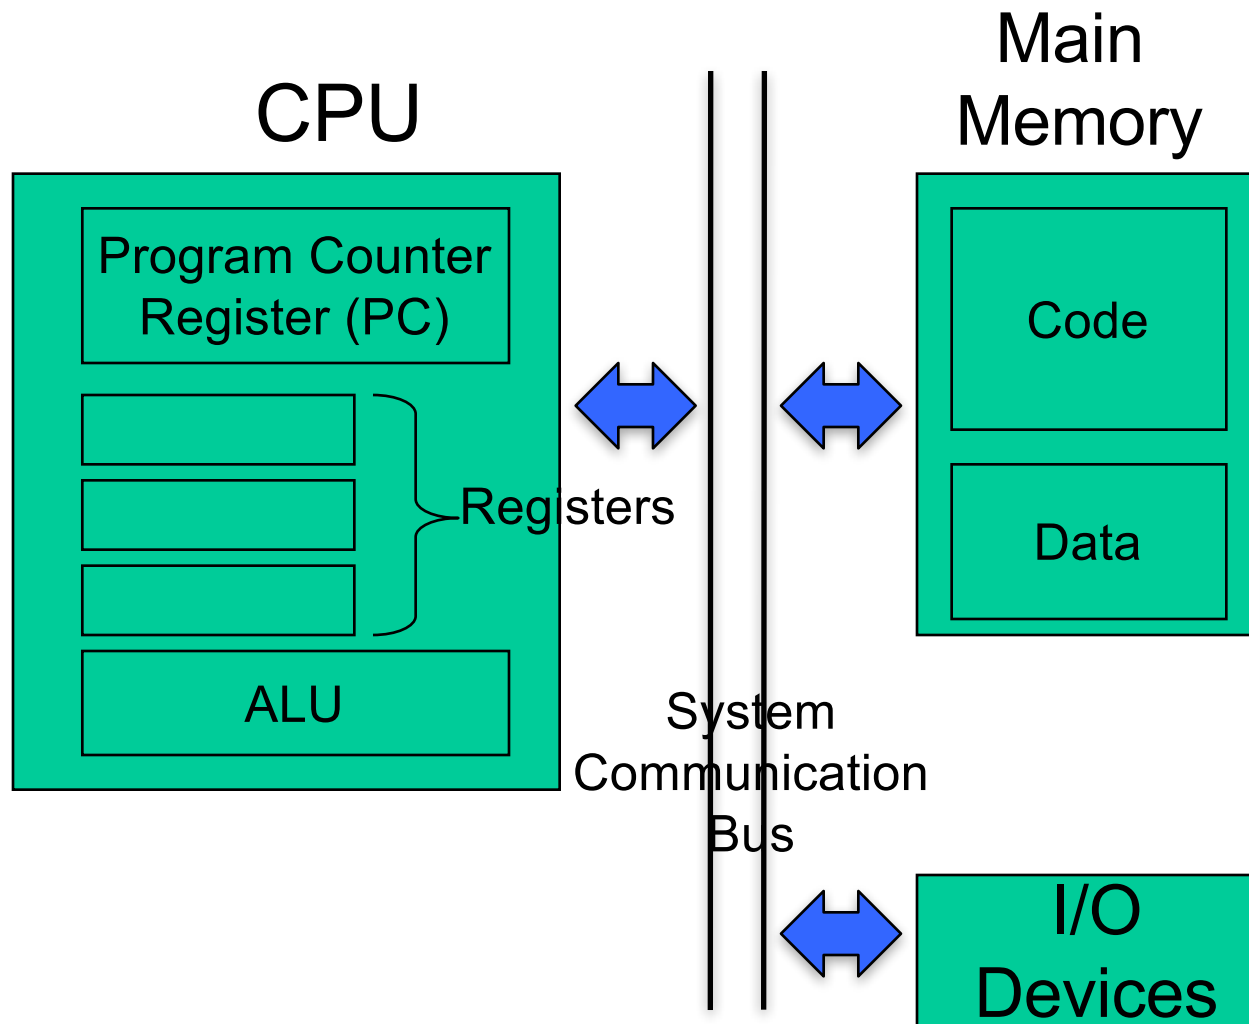 CPU
Program Counter
Register (PC)
Registers
ALU
System
Communication
Bus
Main
Memory
Code
Data
I/O
Devices